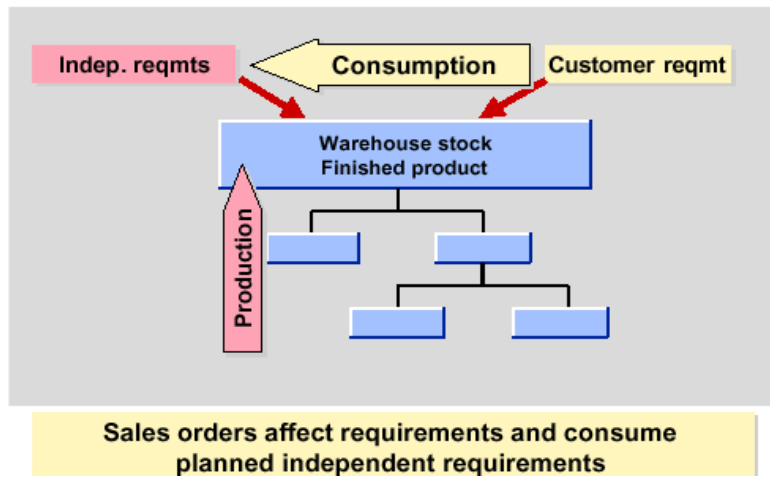 Indep. reqmts
Consumption
Customer reqmt
Warehouse stock
Finished product
Production
Sales orders affect requirements and consume
planned independent requirements